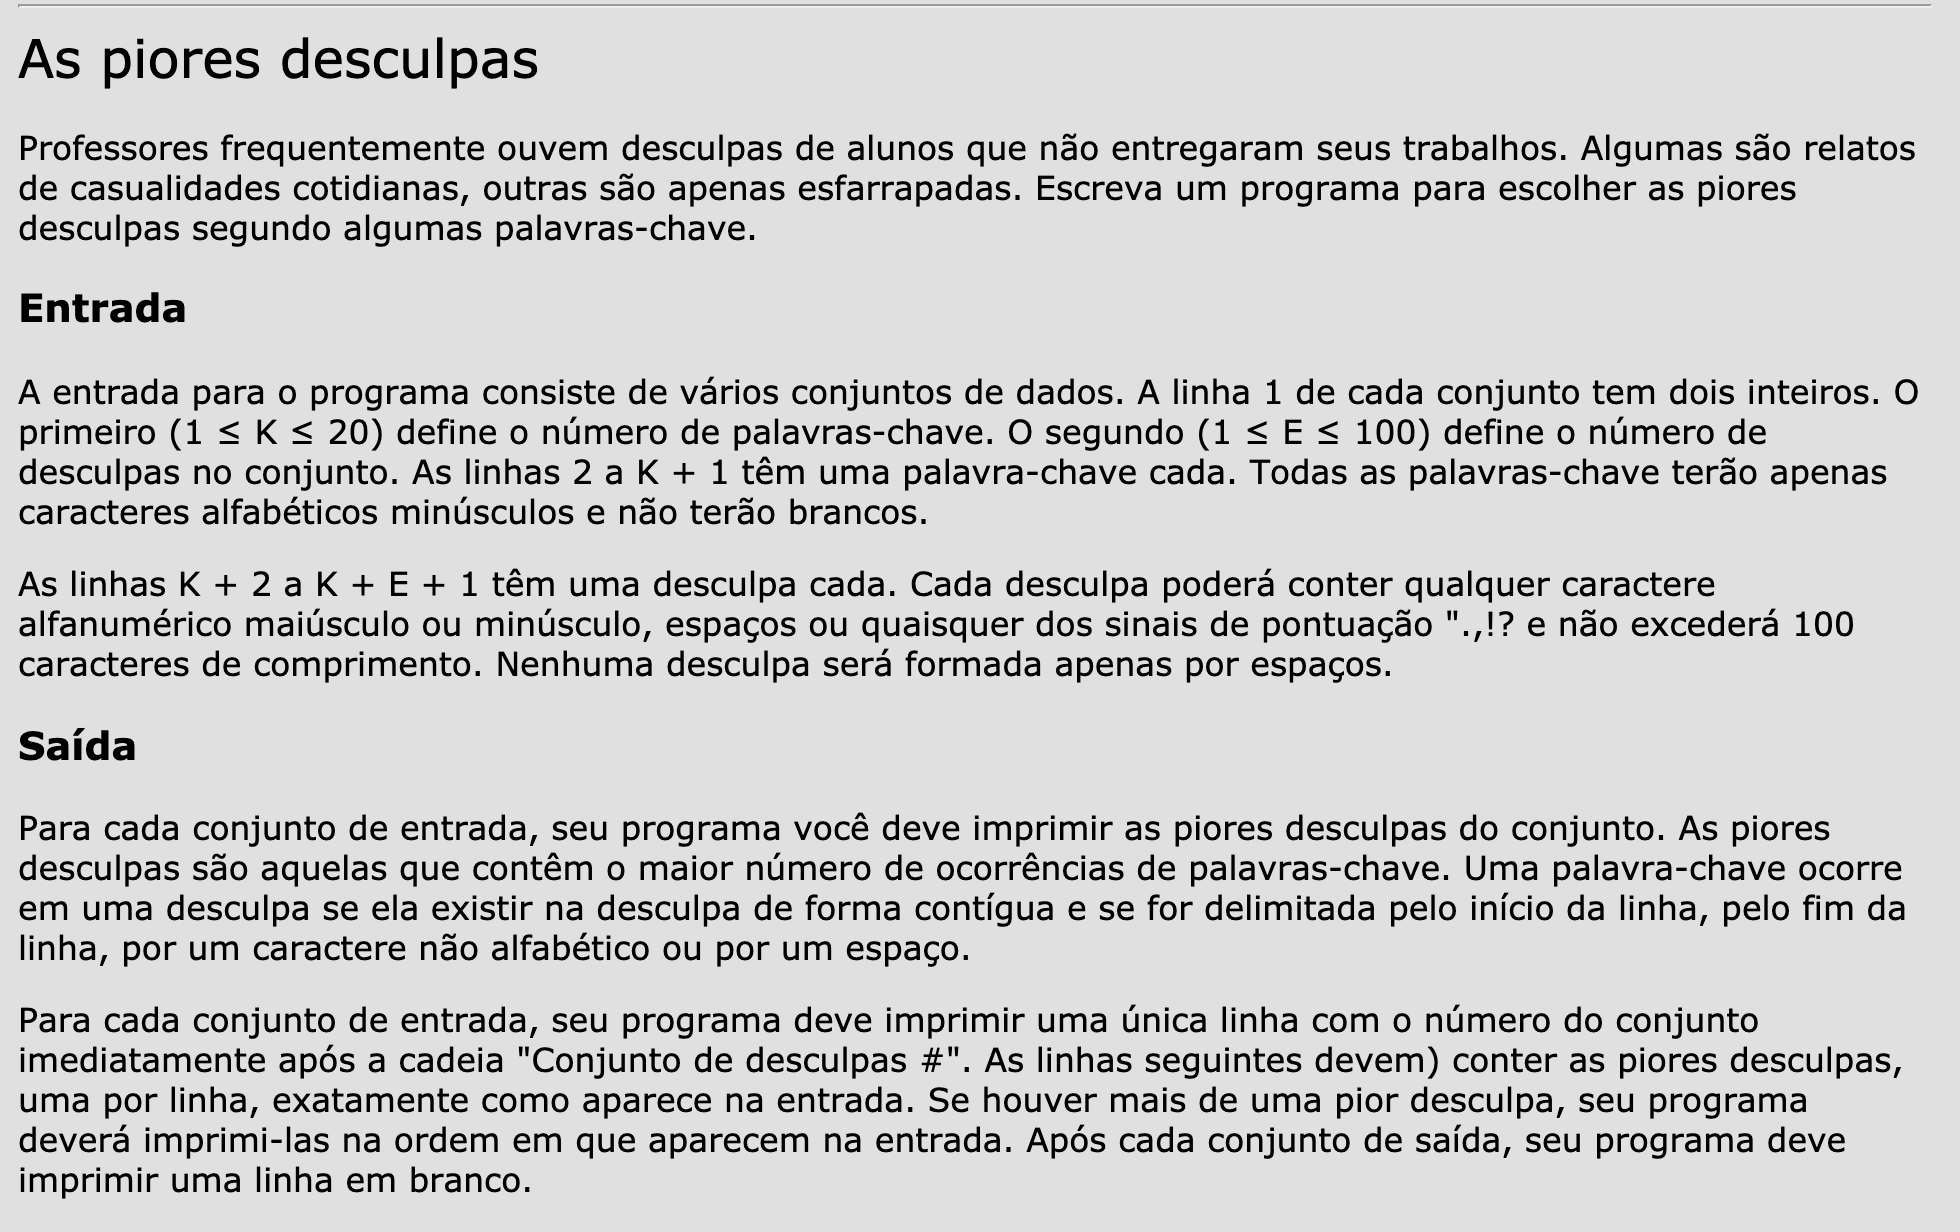 As piores desculpas
Professores frequentemente ouvem desculpas de alunos que não entregaram seus trabalhos. Algumas são relatos
de casualidades cotidianas, outras são apenas esfarrapadas. Escreva um programa para escolher as piores
desculpas segundo algumas palavras-chave.
Entrada
A entrada para o programa consiste de vários conjuntos de dados. A linha 1 de cada conjunto tem dois inteiros. O
primeiro (1 ≤ K ≤ 20) define o número de palavras-chave. O segundo (1 ≤ E ≤ 100) define o número de
desculpas no conjunto. As linhas 2 a K + 1 têm uma palavra-chave cada. Todas as palavras-chave terão apenas
caracteres alfabéticos minúsculos e não terão brancos.
As linhas K + 2 a K + E + 1 têm uma desculpa cada. Cada desculpa poderá conter qualquer caractere
alfanumérico maiúsculo ou minúsculo, espaços ou quaisquer dos sinais de pontuação ".,!? e não excederá 100
caracteres de comprimento. Nenhuma desculpa será formada apenas por espaços.
Saída
Para cada conjunto de entrada, seu programa você deve imprimir as piores desculpas do conjunto. As piores
desculpas são aquelas que contêm o maior número de ocorrências de palavras-chave. Uma palavra-chave ocorre
em uma desculpa se ela existir na desculpa de forma contígua e se for delimitada pelo início da linha, pelo fim da
linha, por um caractere não alfabético ou por um espaço.
Para cada conjunto de entrada, seu programa deve imprimir uma única linha com o número do conjunto
imediatamente após a cadeia "Conjunto de desculpas #". As linhas seguintes devem) conter as piores desculpas,
uma por linha, exatamente como aparece na entrada. Se houver mais de uma pior desculpa, seu programa
deverá imprimi-las na ordem em que aparecem na entrada. Após cada conjunto de saída, seu programa deve
imprimir uma linha em branco.